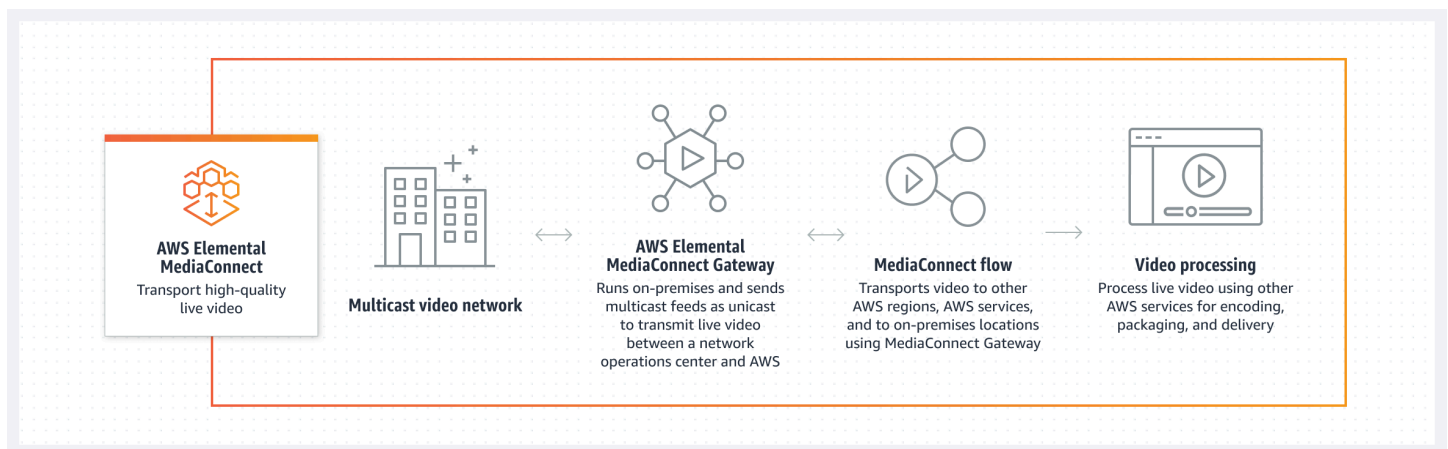 AWS Elemental
MediaConnect
Transport high-quality
live video
Multicast video network
AWS Elemental
MediaConnect Gateway
Runs on-premises and sends
multicast feeds as unicast
to transmit live video
between a network
operations center and AWS
MediaConnect flow
Transports video to other
AWS regions, AWS services,
and to on-premises locations
using MediaConnect Gateway
Video processing
Process live video using other
AWS services for encoding,
packaging, and delivery